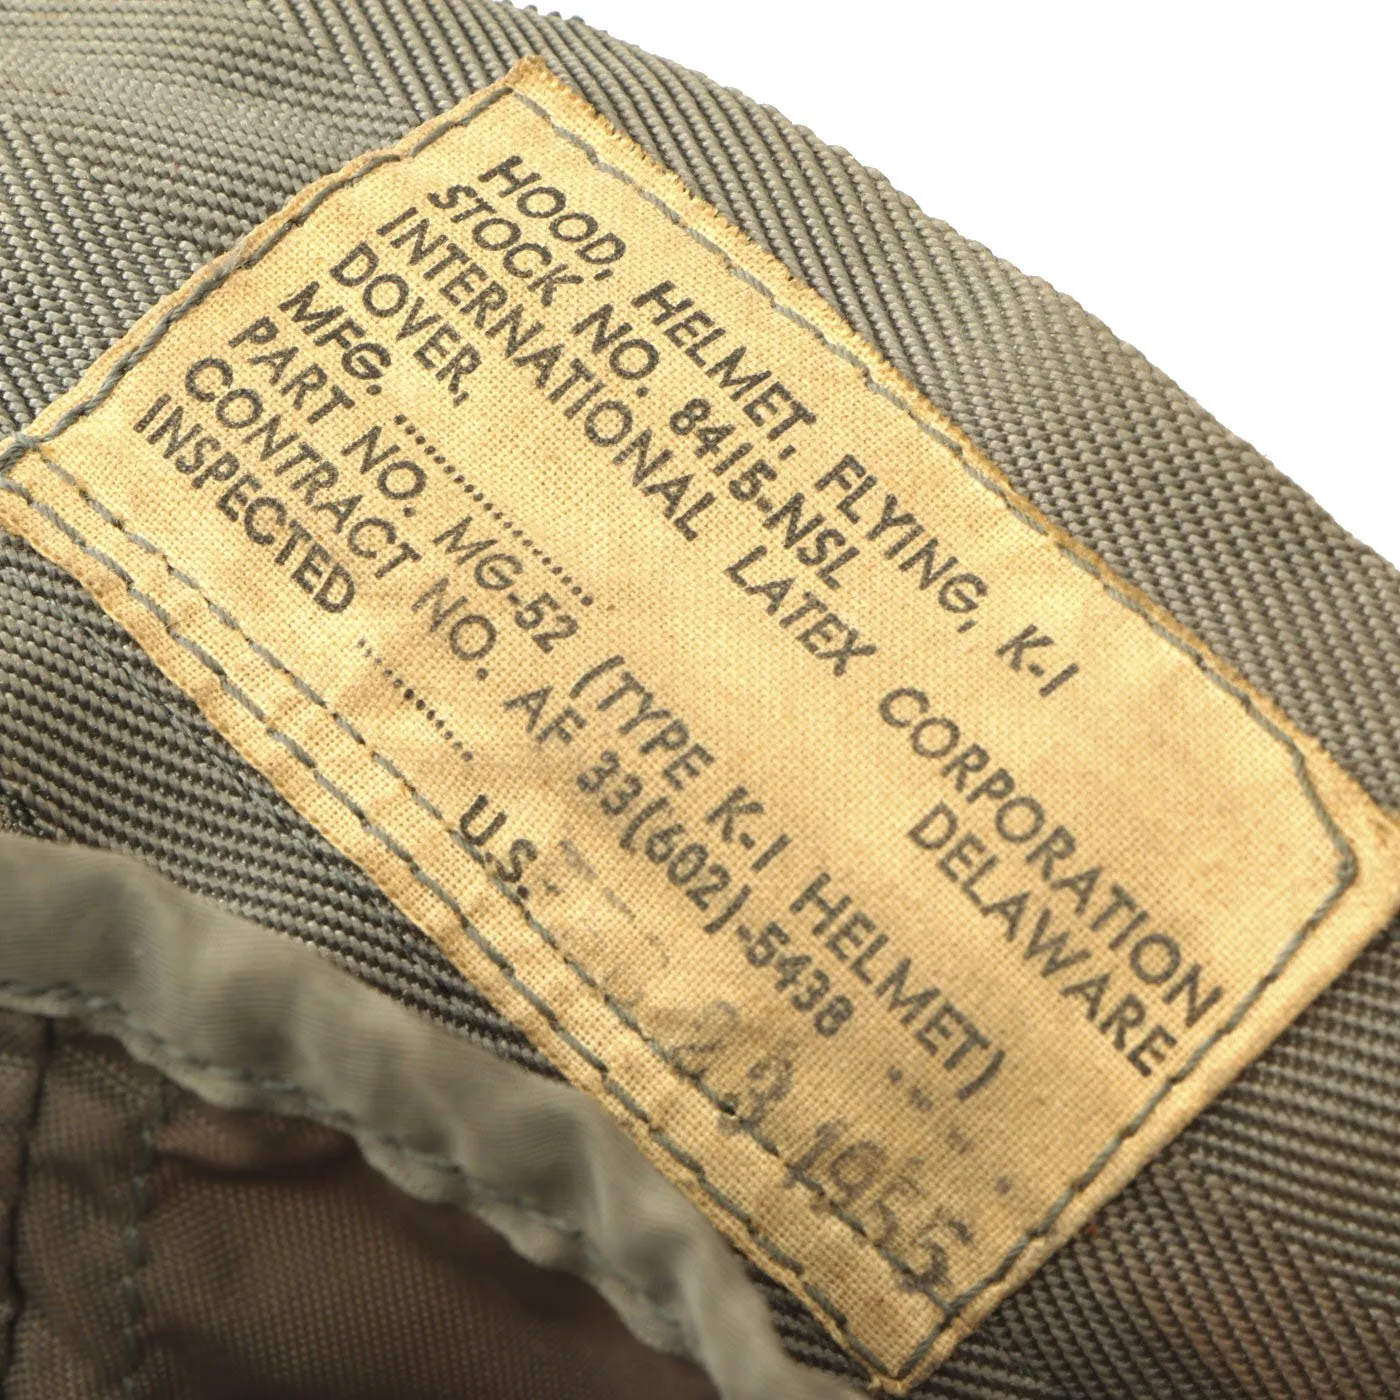 HOOD, HELMET, FLYING, K-1
STOCK NO. 8415-NSL
INTERNATIONAL LATEX CORPORATION
DOVER, DELAWARE
MFG. ....................
PART NO. MG-52 (TYPE K-1 HELMET)
CONTRACT NO. AF 33(602)-5438
INSPECTED ............ U.S.
23 1955